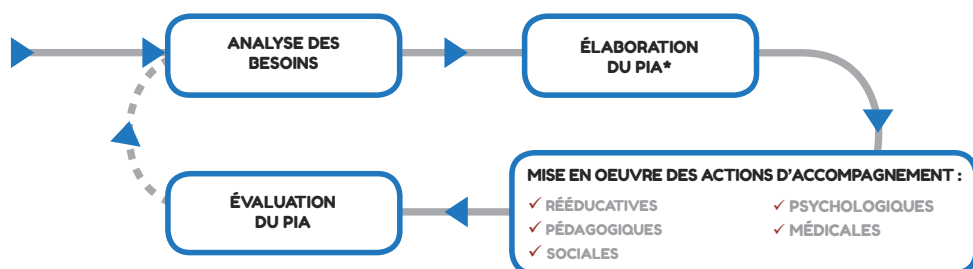 ANALYSE DES
BESOINS
ÉLABORATION
DU PIA*
MISE EN OEUVRE DES ACTIONS D’ACCOMPAGNEMENT :
RÉÉDUCATIVES
PÉDAGOGIQUES
SOCIALES
PSYCHOLOGIQUES
MÉDICALES
ÉVALUATION
DU PIA